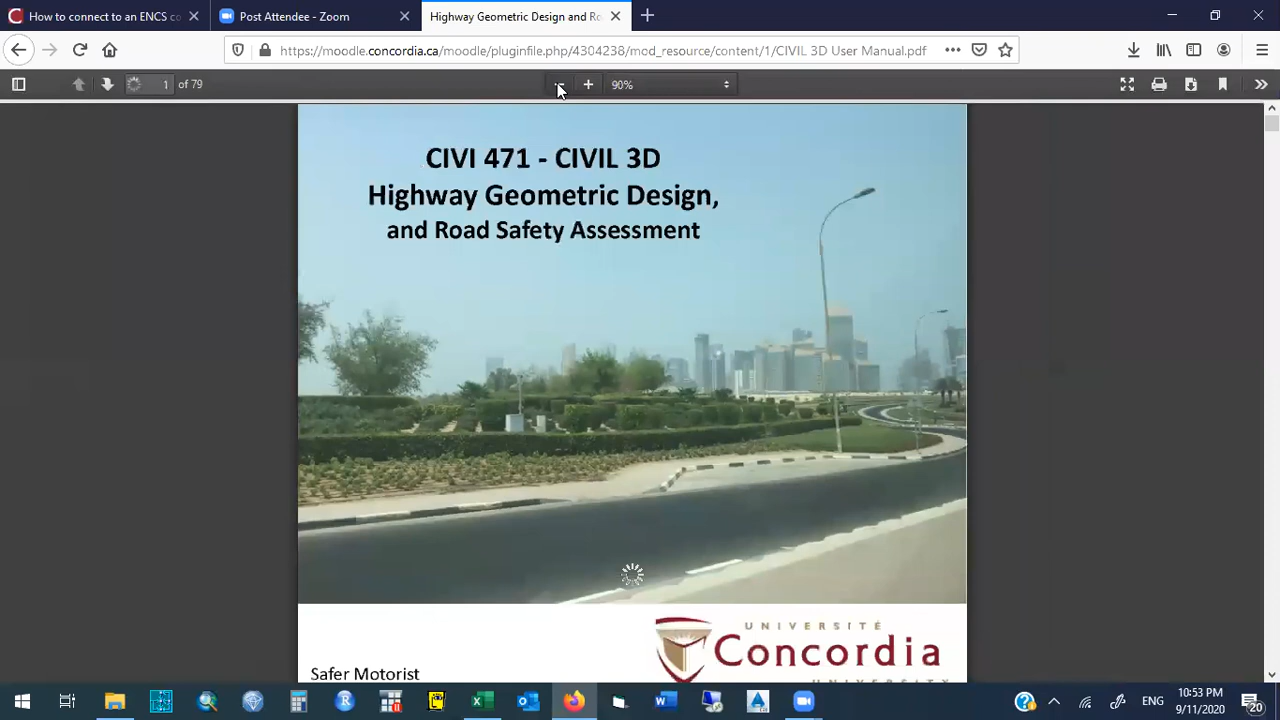 How to connect to an ENCS co
Post Attendee - Zoom
Highway Geometric Design and Ro
https://moodle.concordia.ca/moodle/pluginfile.php/4304238/mod_resource/content/1/CIVIL 3D User Manual.pdf
1 of 79
90%
CIVI 471 - CIVIL 3D
Highway Geometric Design,
and Road Safety Assessment
UNIVERSITÉ
Concordia
UNIVERSITY
Safer Motorist
ENG
10:53 PM
9/11/2020
20